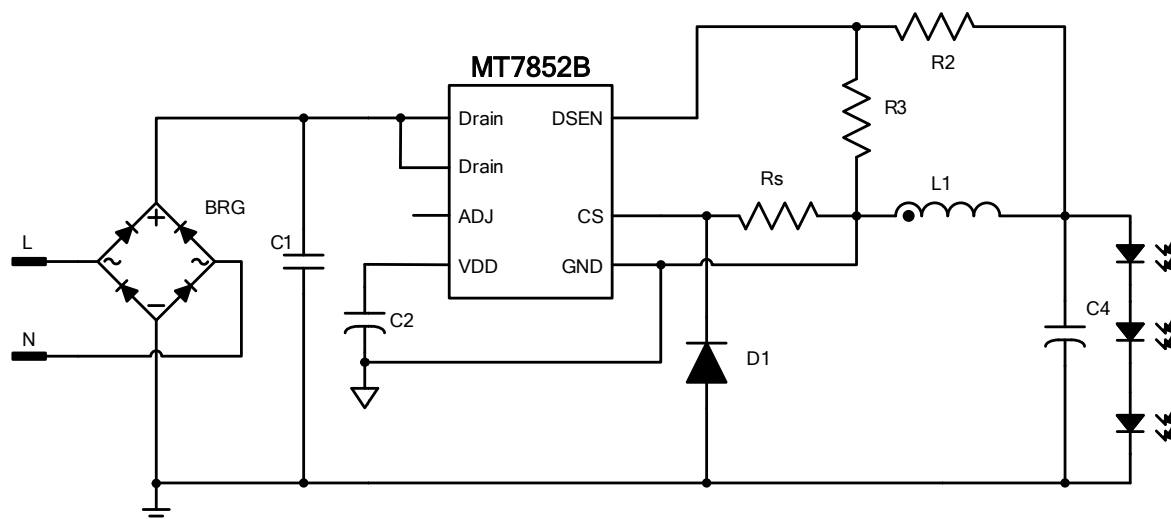 MT7852B
R2
Drain
DSEN
R3
Drain
Rs
L1
BRG
ADJ
CS
L
C1
VDD
GND
C2
C4
N
D1